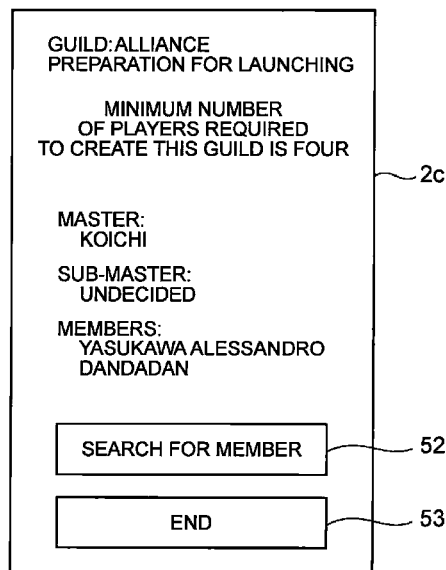 GUILD:ALLIANCE
PREPARATION FOR LAUNCHING
MINIMUM NUMBER
OF PLAYERS REQUIRED
TO CREATE THIS GUILD IS FOUR
2c
MASTER:
KOICHI
SUB-MASTER:
UNDECIDED
MEMBERS:
YASUKAWA ALESSANDRO
DANDADAN
SEARCH FOR MEMBER
52
END
53